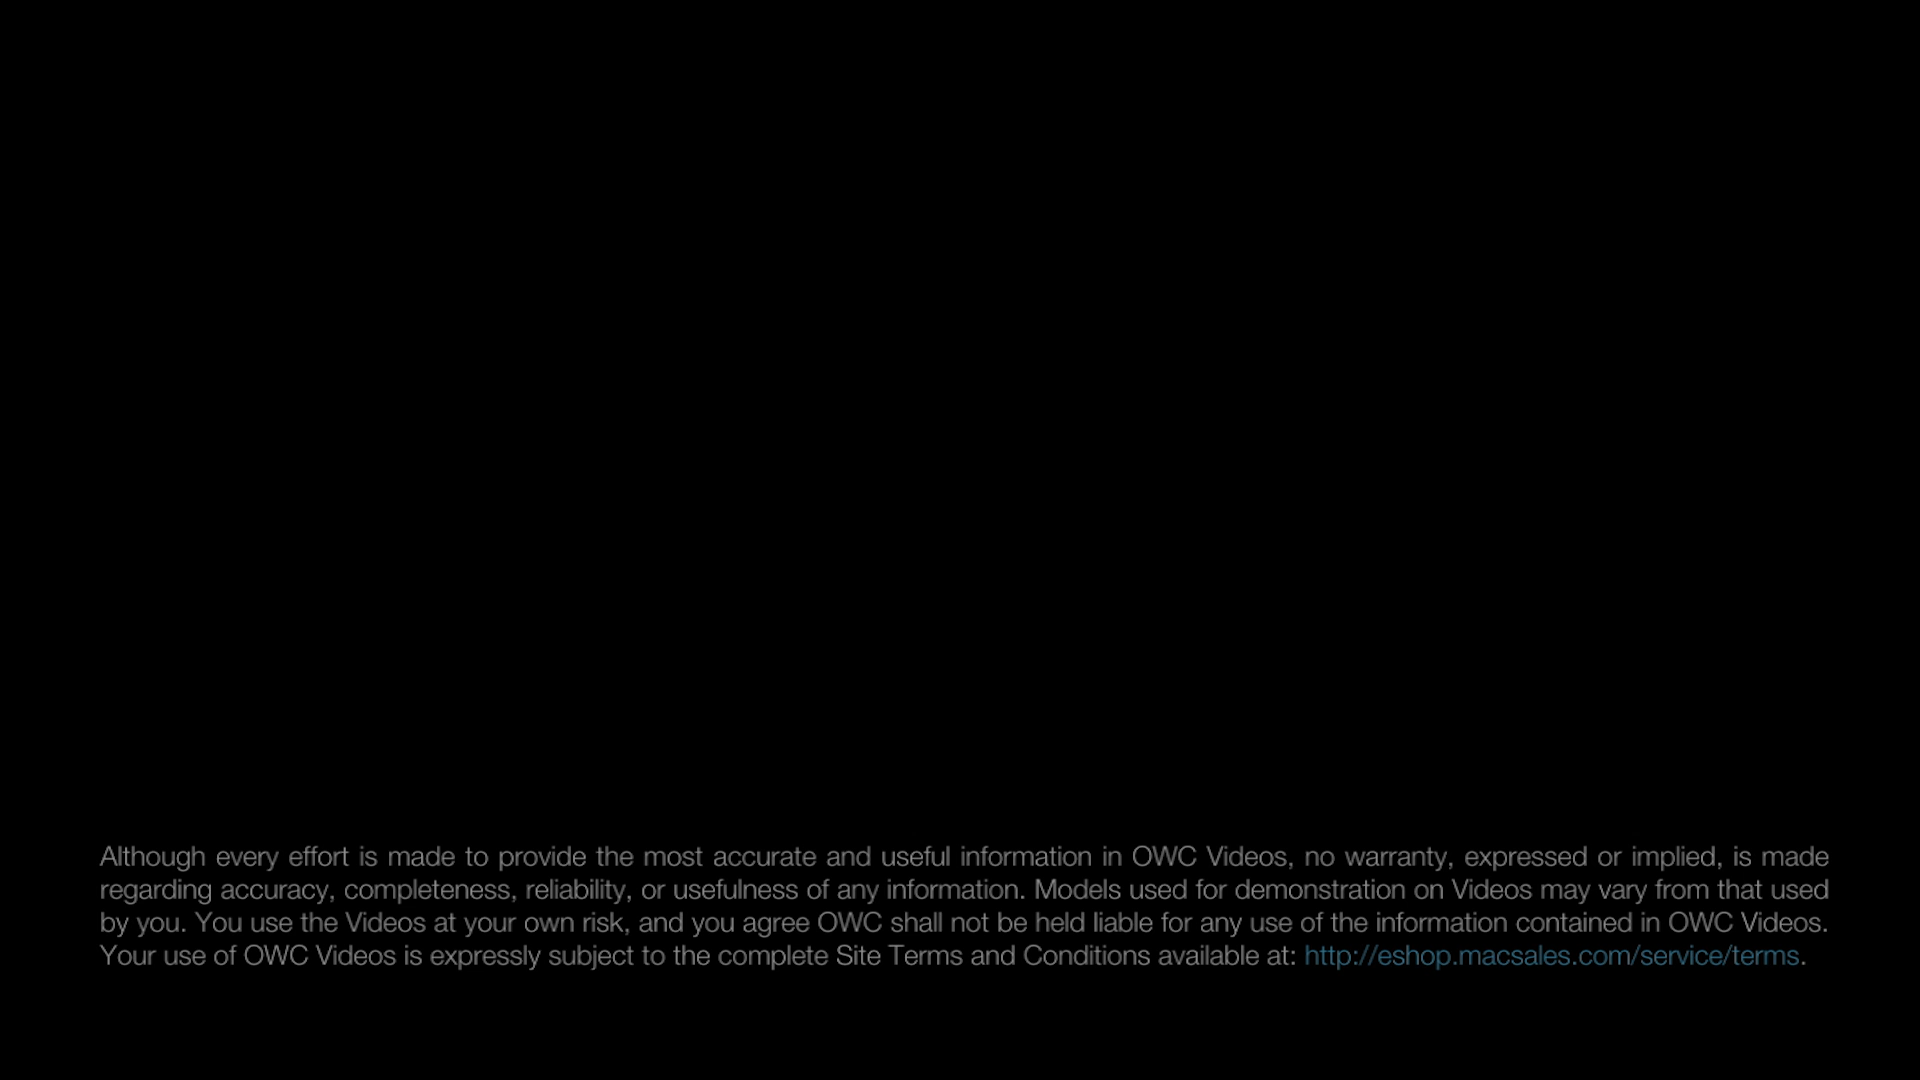 Although every effort is made to provide the most accurate and useful information in OWC Videos, no warranty, expressed or implied, is made
regarding accuracy, completeness, reliability, or usefulness of any information. Models used for demonstration on Videos may vary from that used
by you. You use the Videos at your own risk, and you agree OWC shall not be held liable for any use of the information contained in OWC Videos.
Your use of OWC Videos is expressly subject to the complete Site Terms and Conditions available at: http://eshop.macsales.com/service/terms.